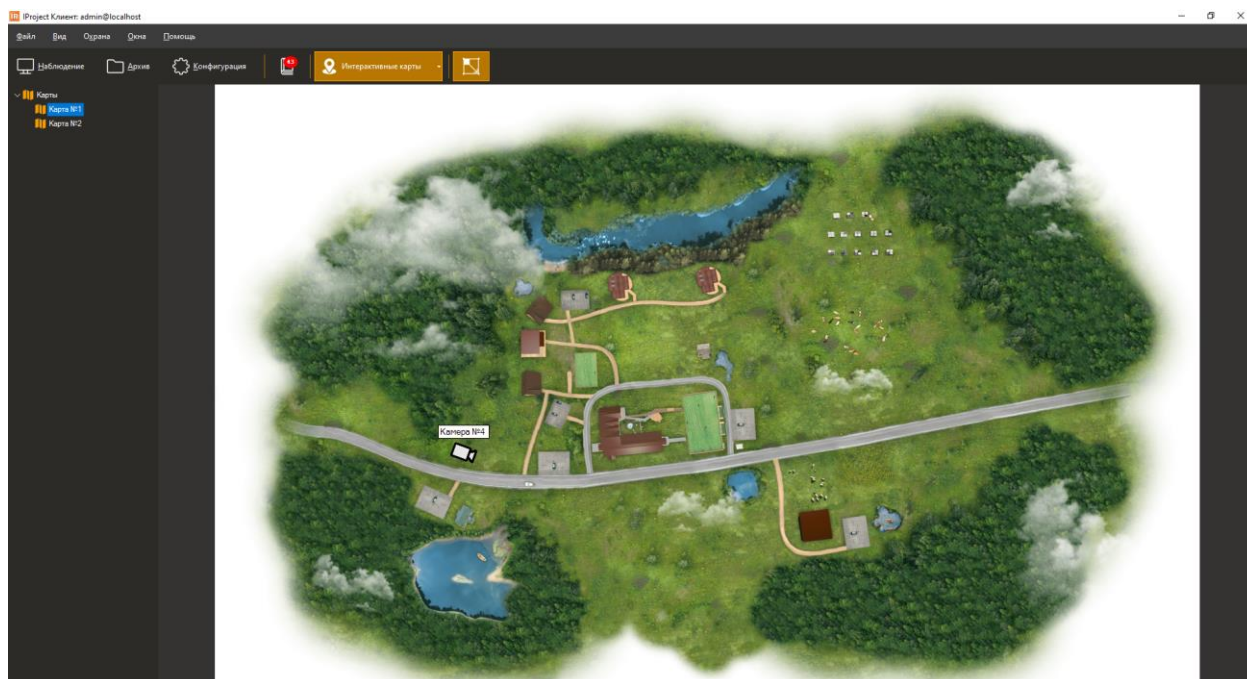 IProject Клиент: admin@localhost
Файл Вид Охрана Окна Помощь
Наблюдение Архив Конфигурация 43 Интерактивные карты
Карты
Карта №1
Карта №2
Камера №4